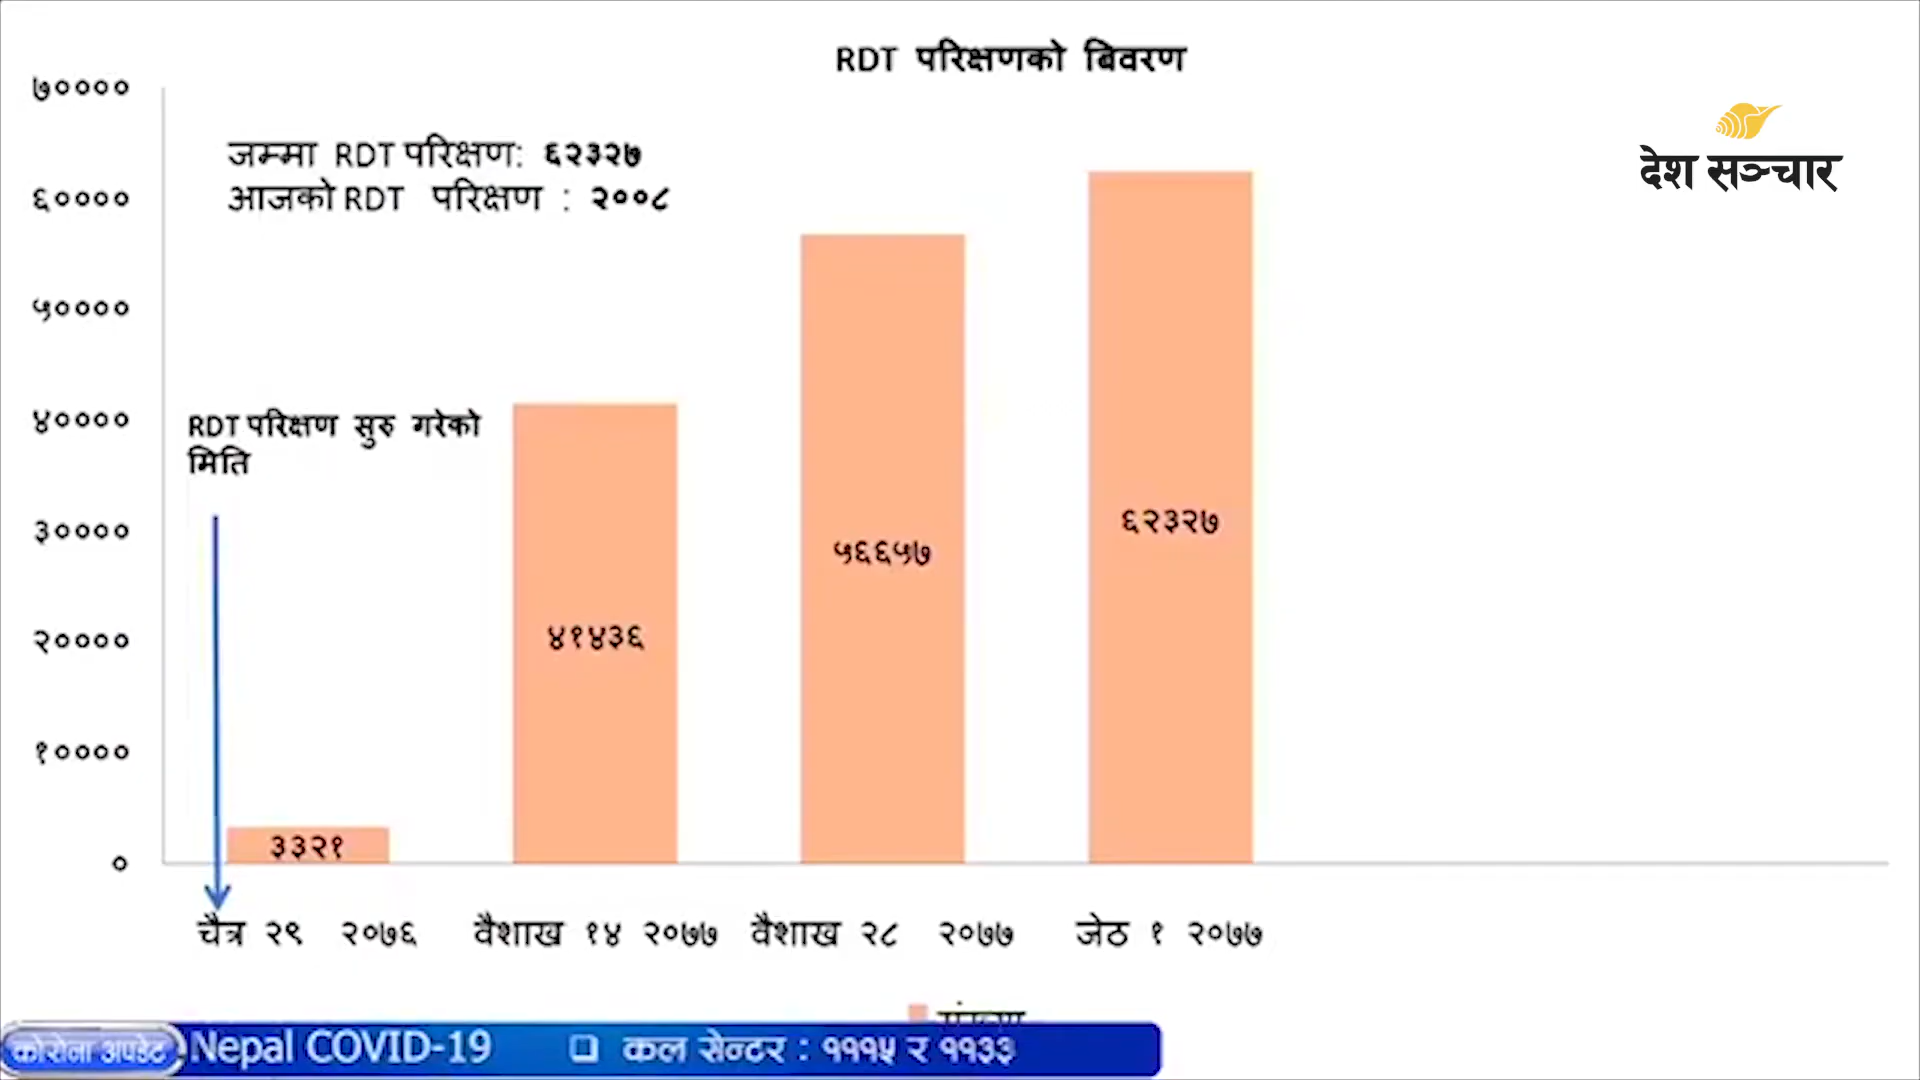 RDT परिक्षणको बिवरण
७००००
६००००
५००००
४००००
३००००
२००००
१००००
०
जम्मा RDT परिक्षण: ६२३२७
आजको RDT परिक्षण : २००८
देश सञ्चार
RDT परिक्षण सुरु गरेको
मिति
३३२१
४१४३६
५६६५७
६२३२७
चैत्र २९ २०७६
वैशाख १४ २०७७
वैशाख २८ २०७७
जेठ १ २०७७
कोरोना अपडेट Nepal COVID-19 ❑ कल सेन्टर : १११५ र ११३३